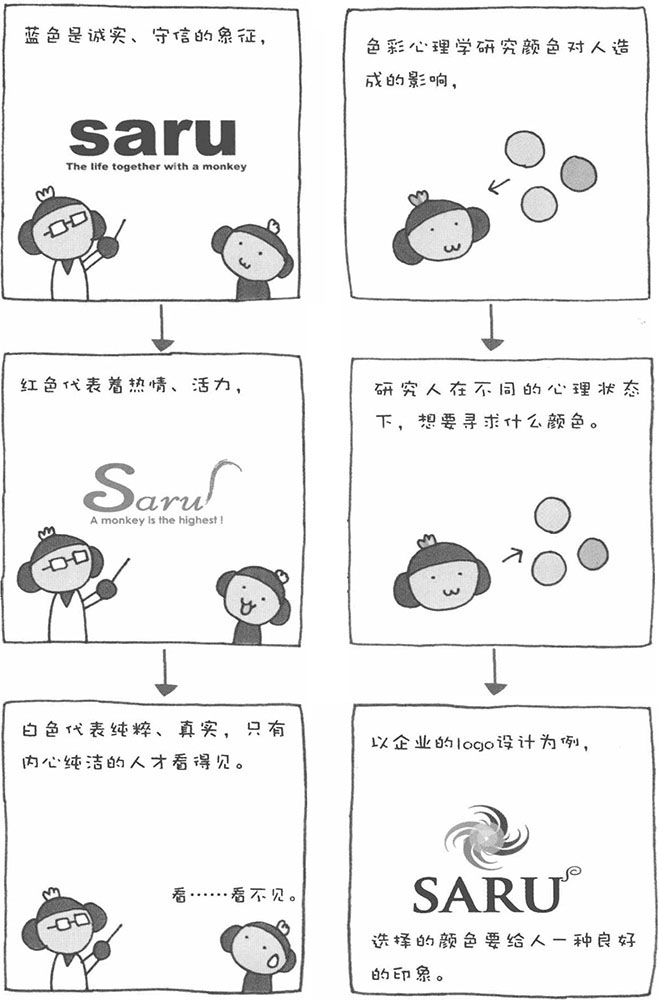 色彩心理学研究颜色对人造
成的影响，
研究人在不同的心理状态
下，想要寻求什么颜色。
以企业的logo设计为例，
SARU
选择的颜色要给人一种良好
的印象。
蓝色是诚实、守信的象征，
saru
The life together with a monkey
红色代表着热情、活力，
Saru
A monkey is the highest !
白色代表纯粹、真实，只有
内心纯洁的人才看得见。
看……看不见。